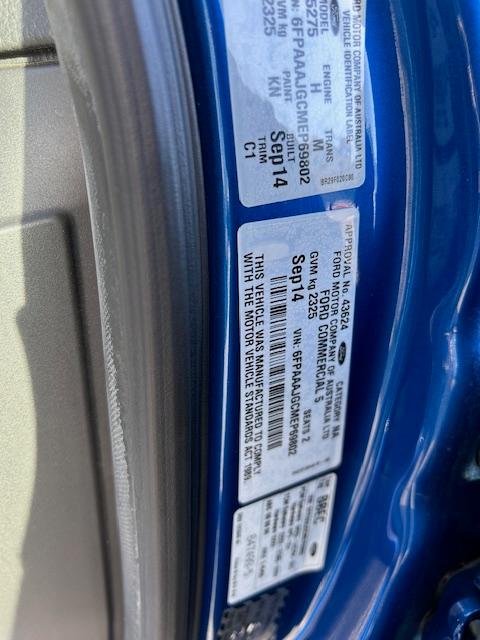 FORD MOTOR COMPANY OF AUSTRALIA LTD
VEHICLE IDENTIFICATION LABEL
MODEL ENGINE TRANS
5275 H M
VIN: 6FPAAAJGCMEP69802
GVM kg PAINT BUILT TRIM
2325 KN Sep14 C1
BR29F020C80
APPROVAL No. 43624 CATEGORY NA
FORD MOTOR COMPANY OF AUSTRALIA LTD
FORD COMMERCIAL 5
GVM kg 2325 SEATS 2
Sep14 VIN: 6FPAAAJGCMEP69802
THIS VEHICLE WAS MANUFACTURED TO COMPLY
WITH THE MOTOR VEHICLE STANDARDS ACT 1989.